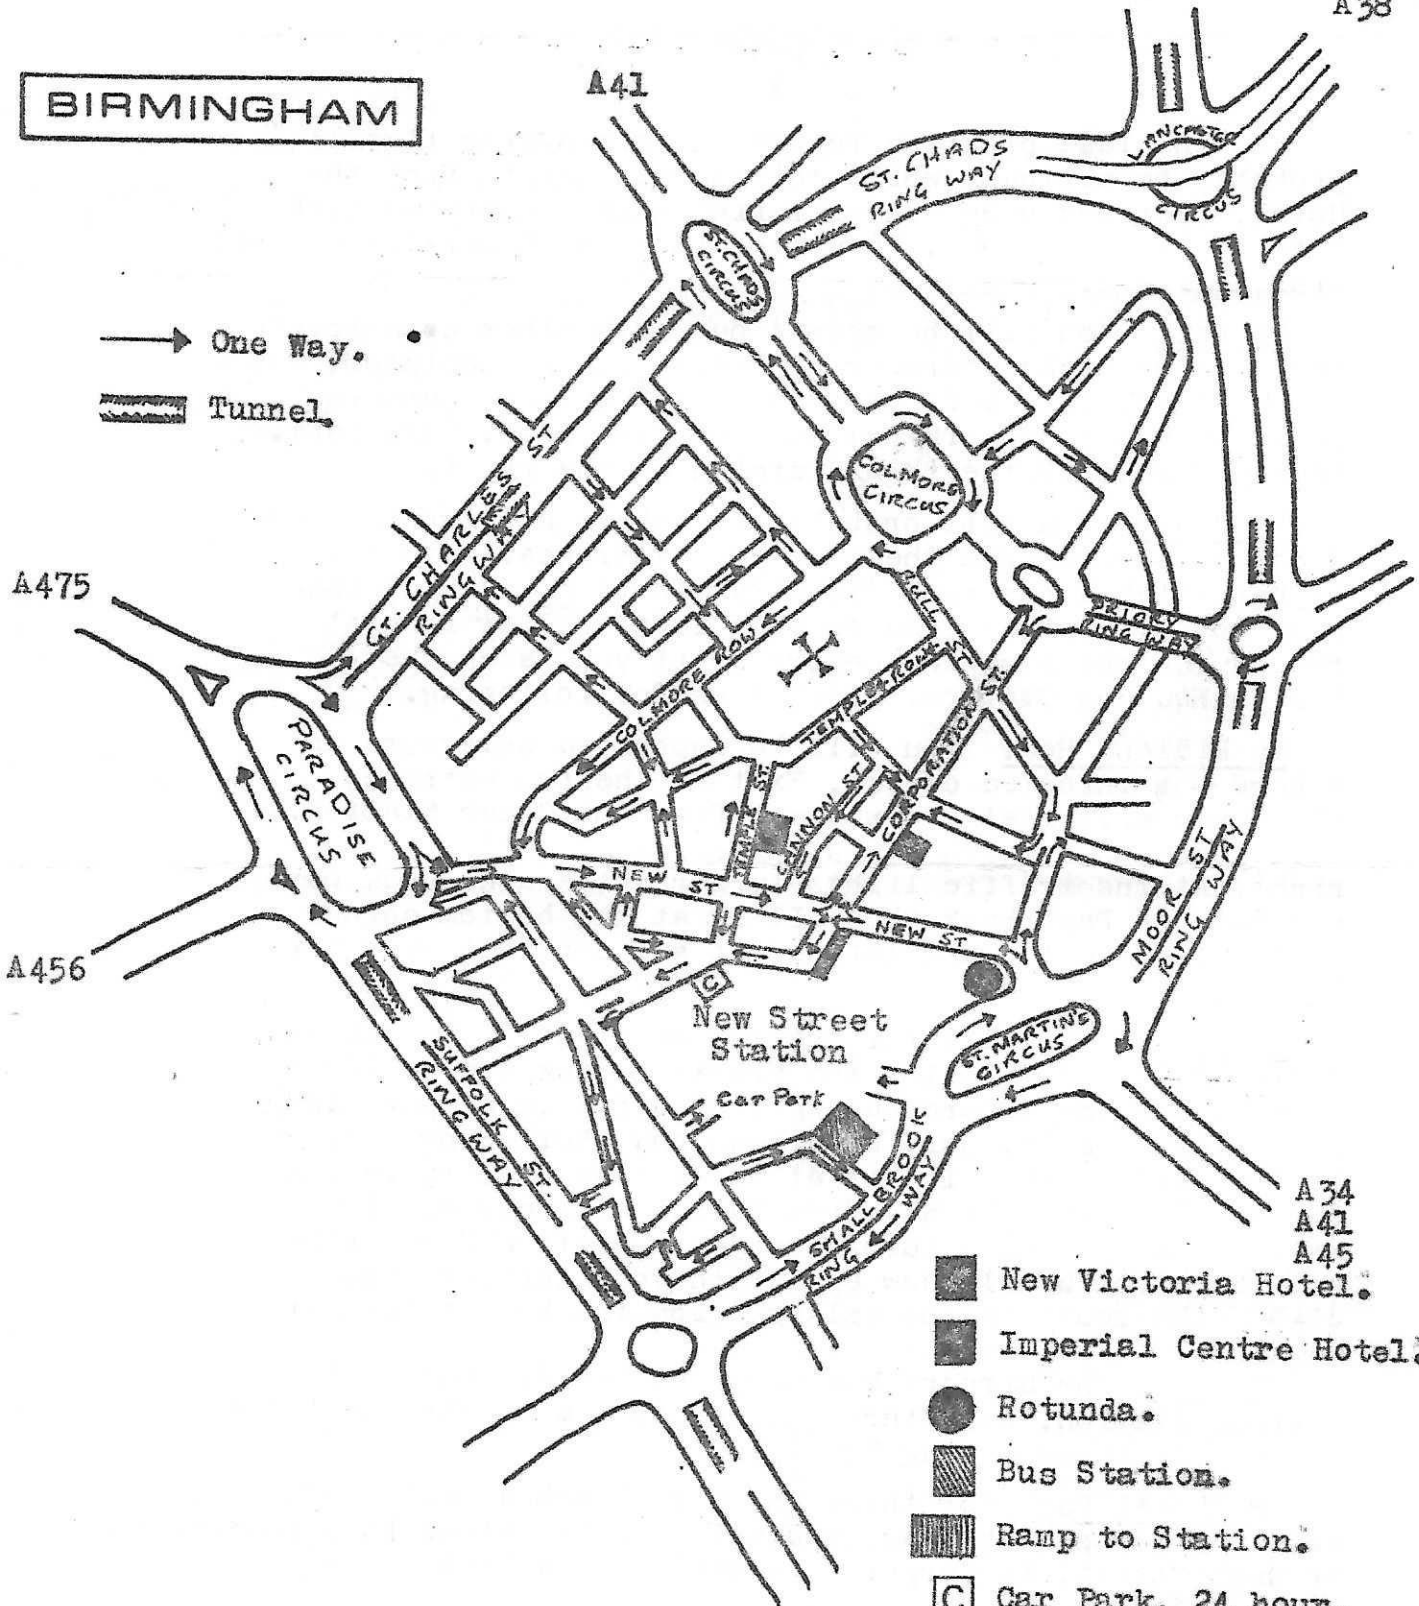 A38
BIRMINGHAM
A41
LANCASTER
CIRCUS
ST. CHADS
RING WAY
ST. CHADS
CIRCUS
One Way.
Tunnel.
COLMORE
CIRCUS
GT. CHARLES ST
RINGWAY
A475
BULL ST
PRIORY
RING WAY
COLMORE ROW
TEMPLE-ROW
PARADISE
CIRCUS
CORPORATION ST.
TEMPLE ST.
CANNON ST
MOOR ST
RING WAY
NEW ST
NEW ST
A456
C
New Street
Station
ST. MARTIN'S
CIRCUS
SUFFOLK ST.
RING WAY
Car Park
SMALLBROOK
RING WAY
A34
A41
A45
New Victoria Hotel.
Imperial Centre Hotel.
Rotunda.
Bus Station.
Ramp to Station.
C Car Park. 24 hour